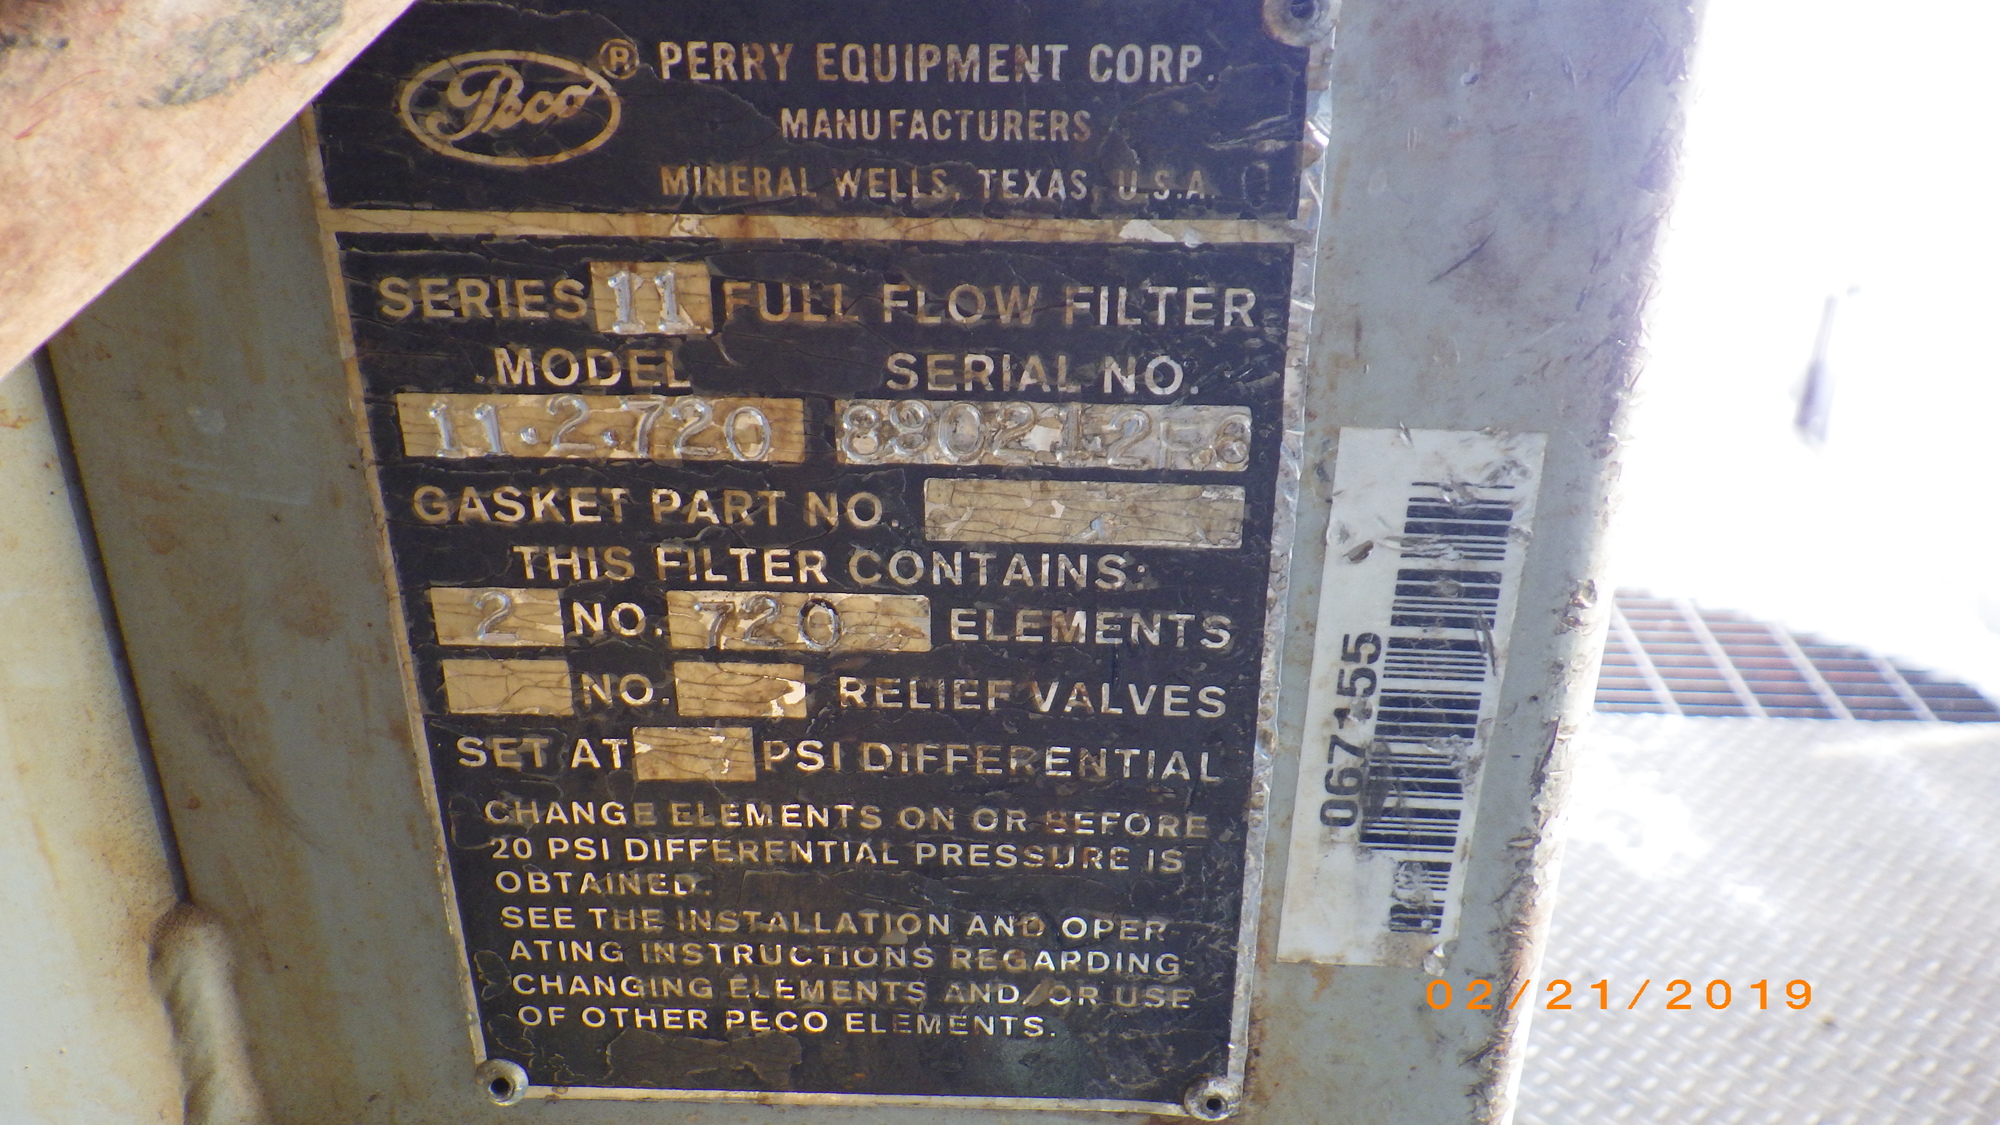 Peco ® PERRY EQUIPMENT CORP.
MANUFACTURERS
MINERAL WELLS, TEXAS, U.S.A.
SERIES 11 FULL FLOW FILTER
MODEL SERIAL NO.
11.2.720
GASKET PART NO.
THIS FILTER CONTAINS:
2 NO. 720 ELEMENTS
NO. RELIEF VALVES
SET AT PSI DIFFERENTIAL
CHANGE ELEMENTS ON OR BEFORE
20 PSI DIFFERENTIAL PRESSURE IS
OBTAINED.
SEE THE INSTALLATION AND OPER
ATING INSTRUCTIONS REGARDING
CHANGING ELEMENTS AND/OR USE
OF OTHER PECO ELEMENTS.
067155
02/21/2019